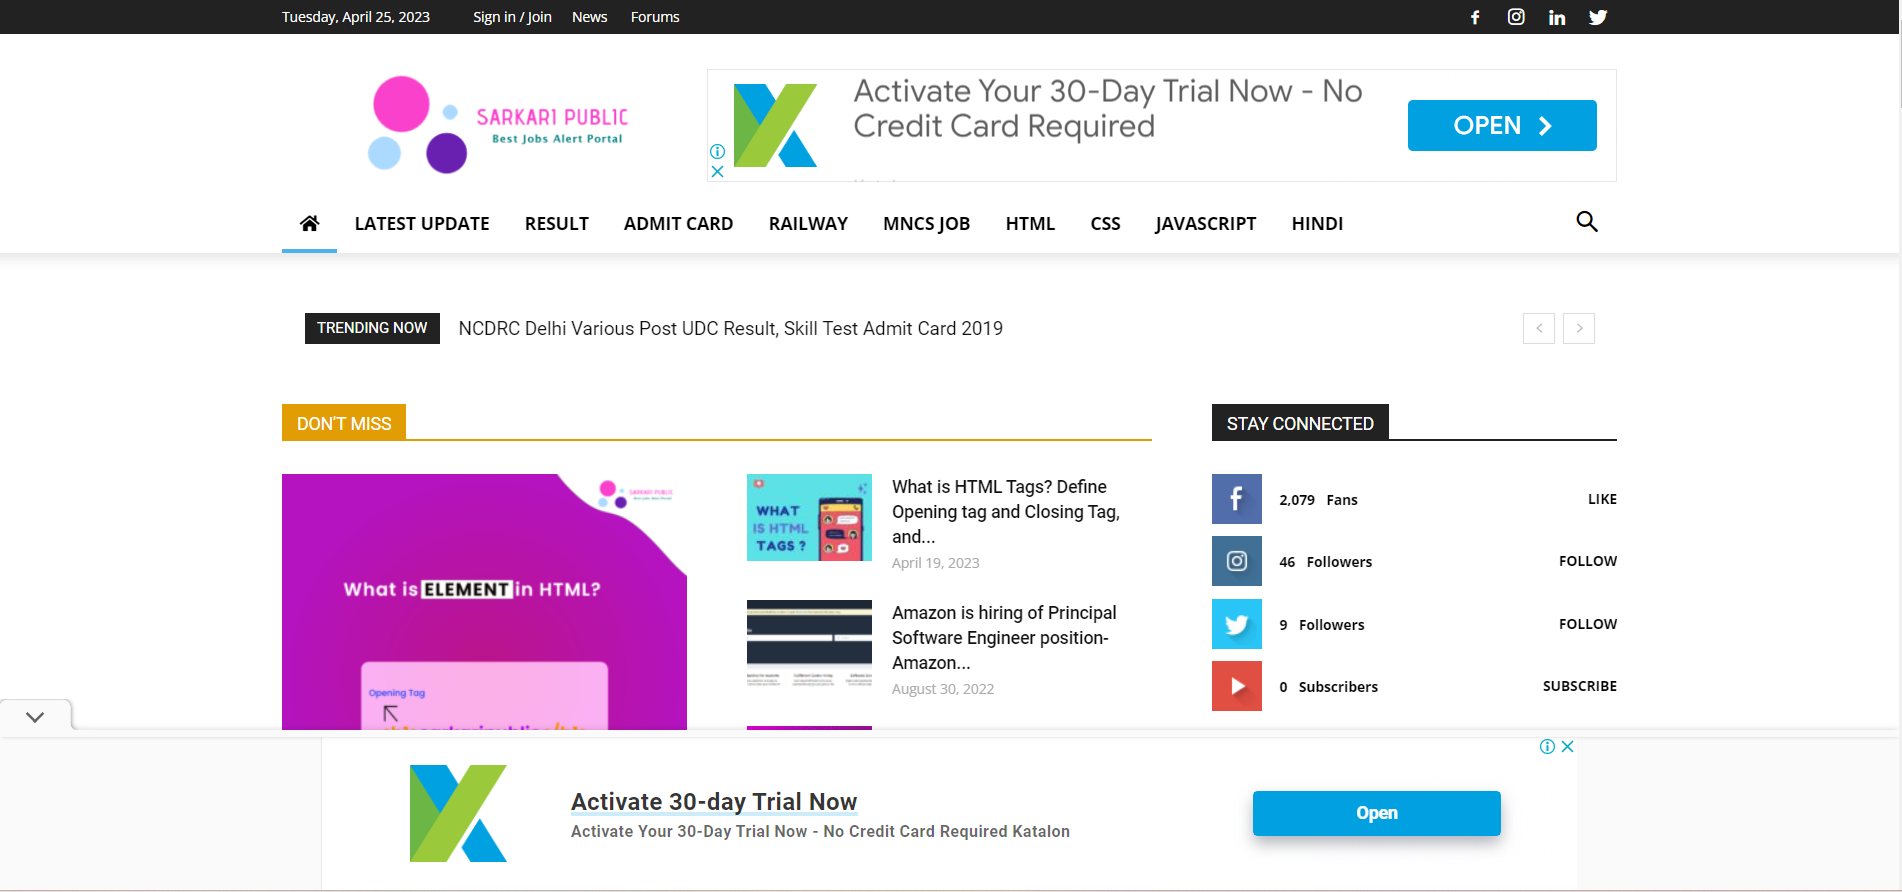 Tuesday, April 25, 2023 Sign in / Join News Forums
SARKARI PUBLIC
Best Jobs Alert Portal
Activate Your 30-Day Trial Now - No
Credit Card Required
OPEN
LATEST UPDATE RESULT ADMIT CARD RAILWAY MNCS JOB HTML CSS JAVASCRIPT HINDI
TRENDING NOW NCDRC Delhi Various Post UDC Result, Skill Test Admit Card 2019
DON'T MISS
SARKARI PUBLIC
What is ELEMENT in HTML?
Opening Tag
WHAT
IS HTML
TAGS ?
What is HTML Tags? Define
Opening tag and Closing Tag,
and...
April 19, 2023
Amazon is hiring of Principal
Software Engineer position-
Amazon...
August 30, 2022
STAY CONNECTED
2,079 Fans LIKE
46 Followers FOLLOW
9 Followers FOLLOW
0 Subscribers SUBSCRIBE
Activate 30-day Trial Now
Activate Your 30-Day Trial Now - No Credit Card Required Katalon
Open